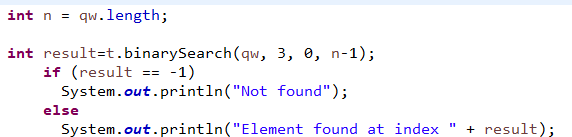 int n = qw.length;
int result=t.binarySearch(qw, 3, 0, n-1);
if (result == -1)
System.out.println("Not found");
else
System.out.println("Element found at index " + result);